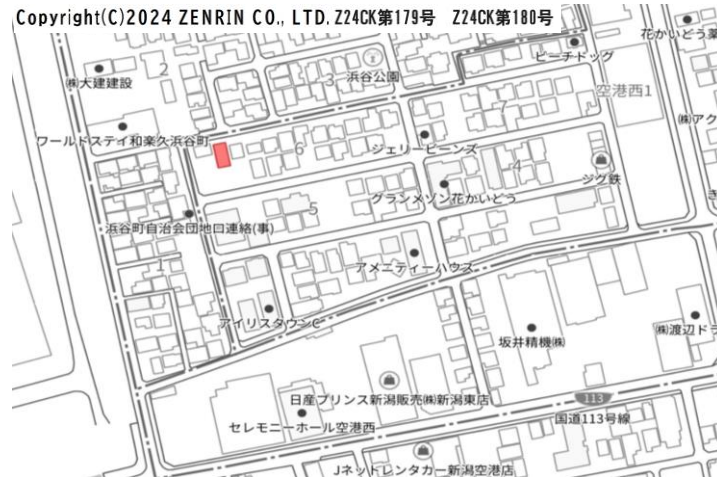 Copyright(C)2024 ZENRIN CO., LTD. Z24CK第179号 Z24CK第180号
花かいどう薬
ビーチドッグ
㈱大建建設
2
3
浜谷公園
空港西1
7
㈱アク
ワールドステイ和楽久浜谷町
6
ジェリービーンズ
4
ジグ鉄
グランメゾン花かいどう
き
5
浜谷町自治会団地口連絡(事)
1
アメニティーハウス
アイリスタウンC
坂井精機㈱
㈱渡辺ドラ
日産プリンス新潟販売㈱新潟東店
113
国道113号線
セレモニーホール空港西
Jネットレンタカー新潟空港店